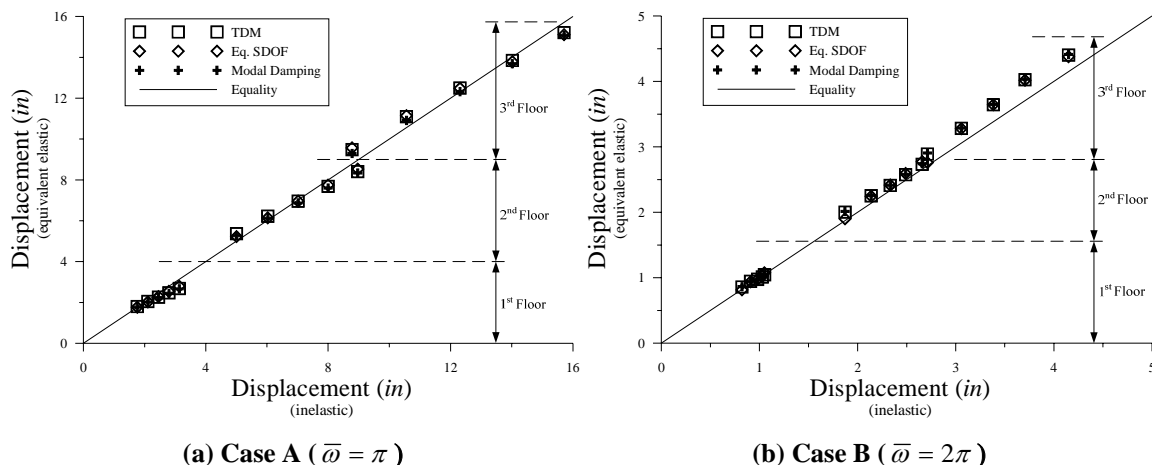 16
12
8
4
0
Displacement (in)
(equivalent elastic)
TDM
Eq. SDOF
Modal Damping
Equality
3rd Floor
2nd Floor
1st Floor
0 4 8 12 16
Displacement (in)
(inelastic)
(a) Case A ( ω̅ = π )
5
4
3
2
1
0
Displacement (in)
(equivalent elastic)
TDM
Eq. SDOF
Modal Damping
Equality
3rd Floor
2nd Floor
1st Floor
0 1 2 3 4 5
Displacement (in)
(inelastic)
(b) Case B ( ω̅ = 2π )